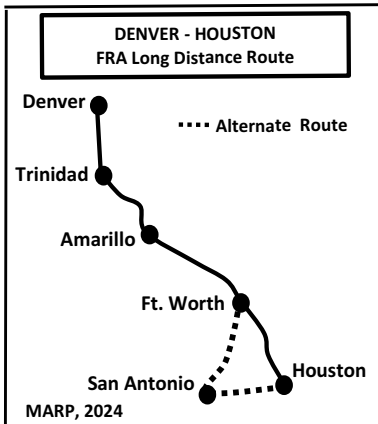 DENVER - HOUSTON
FRA Long Distance Route
Denver
Alternate Route
Trinidad
Amarillo
Ft. Worth
San Antonio
Houston
MARP, 2024